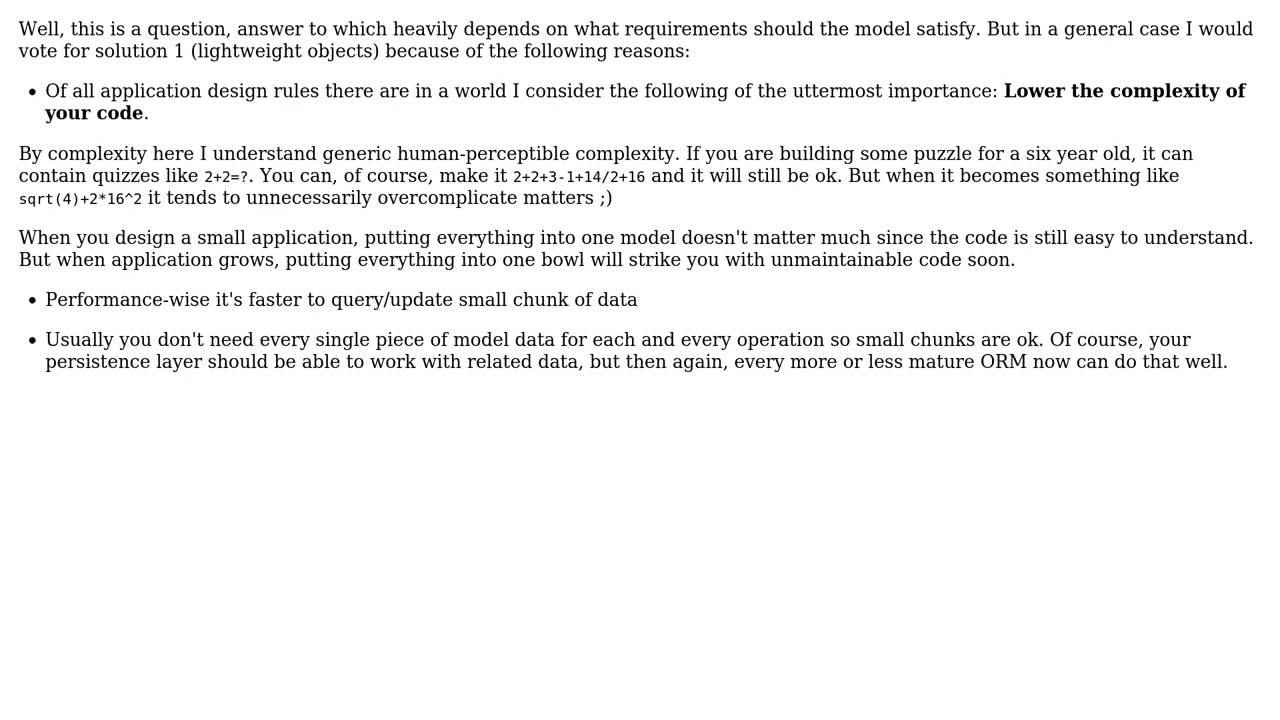 Well, this is a question, answer to which heavily depends on what requirements should the model satisfy. But in a general case I would
vote for solution 1 (lightweight objects) because of the following reasons:
• Of all application design rules there are in a world I consider the following of the uttermost importance: Lower the complexity of
your code.
By complexity here I understand generic human-perceptible complexity. If you are building some puzzle for a six year old, it can
contain quizzes like 2+2=?. You can, of course, make it 2+2+3-1+14/2+16 and it will still be ok. But when it becomes something like
sqrt(4)+2*16^2 it tends to unnecessarily overcomplicate matters ;)
When you design a small application, putting everything into one model doesn't matter much since the code is still easy to understand.
But when application grows, putting everything into one bowl will strike you with unmaintainable code soon.
• Performance-wise it's faster to query/update small chunk of data
• Usually you don't need every single piece of model data for each and every operation so small chunks are ok. Of course, your
persistence layer should be able to work with related data, but then again, every more or less mature ORM now can do that well.